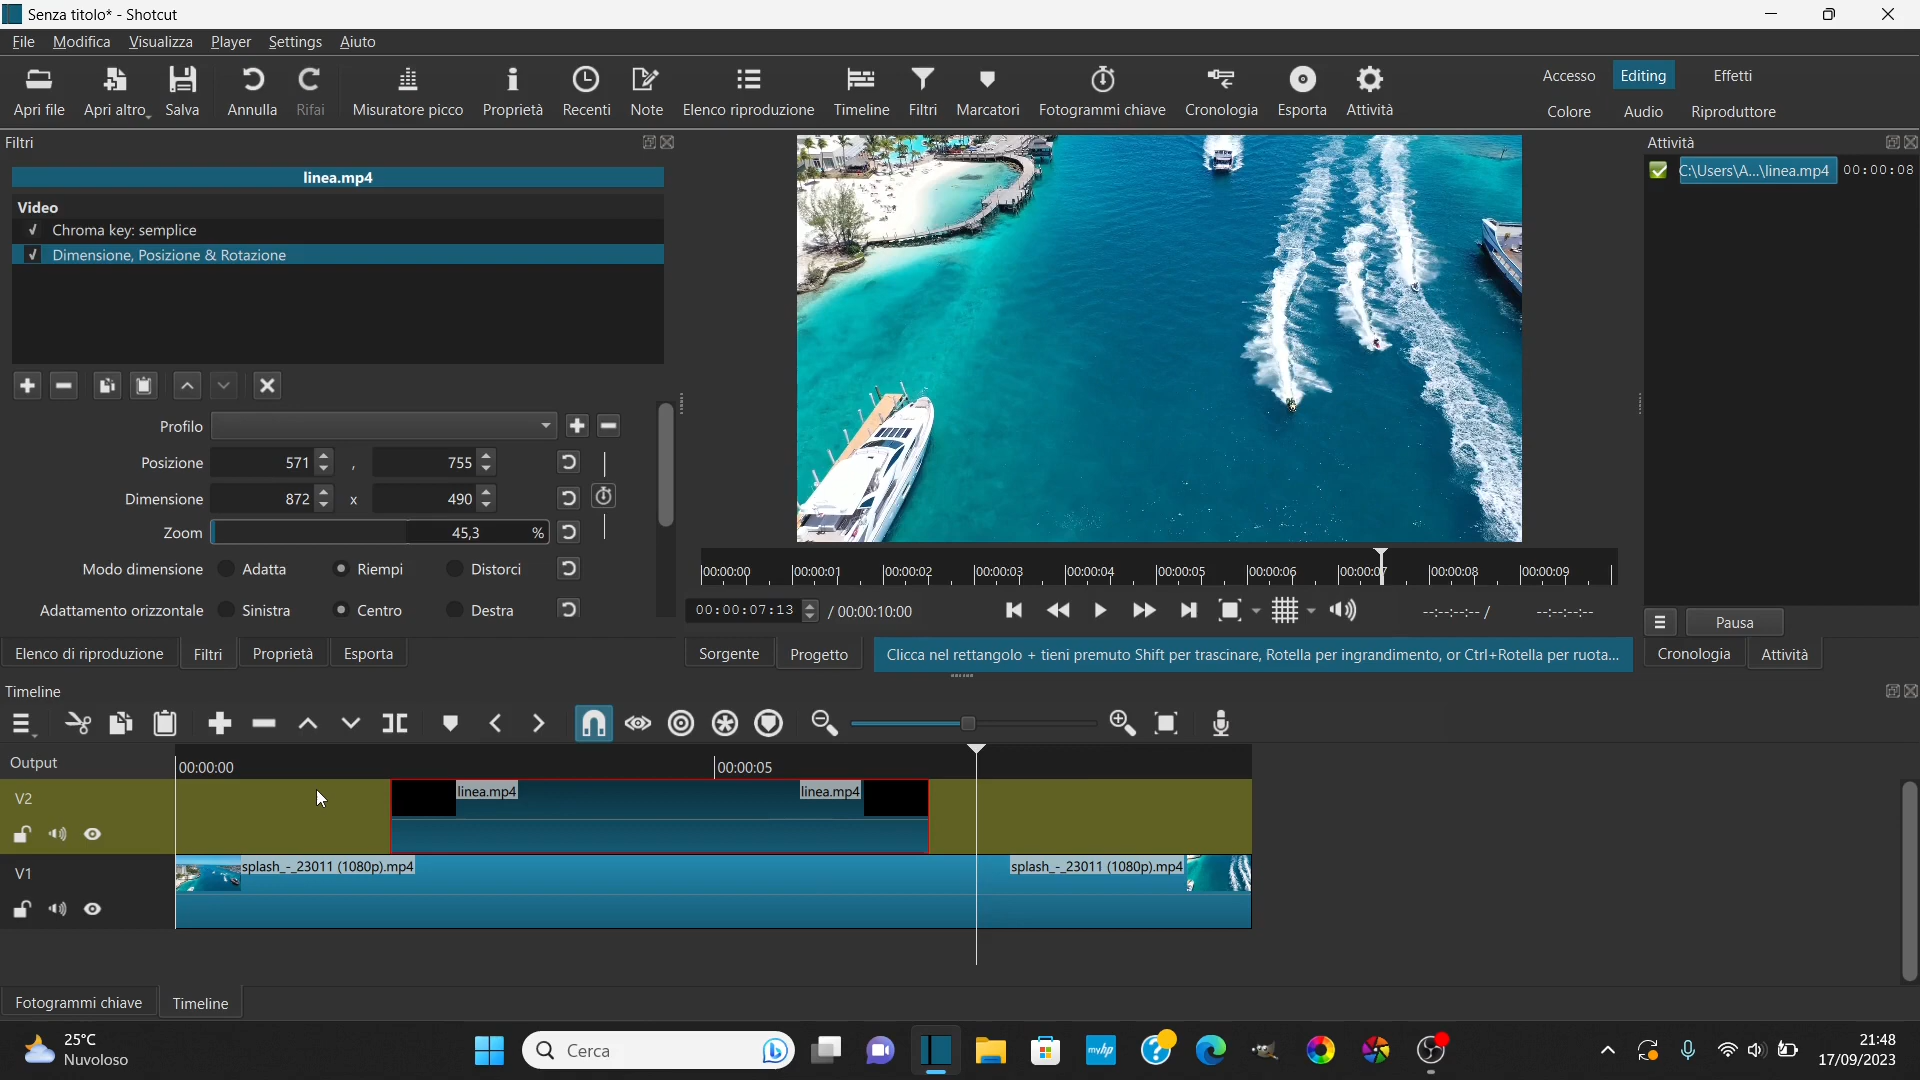 Senza titolo* - Shotcut
File Modifica Visualizza Player Settings Aiuto
Apri file Apri altro Salva Annulla Rifai Misuratore picco Proprietà Recenti Note Elenco riproduzione Timeline Filtri Marcatori Fotogrammi chiave Cronologia Esporta Attività
Accesso Editing Effetti
Colore Audio Riproduttore
Filtri
linea.mp4
Video
Chroma key: semplice
Dimensione, Posizione & Rotazione
Profilo
Posizione 571 , 755
Dimensione 872 x 490
Zoom 45,3 %
Modo dimensione Adatta Riempi Distorci
Adattamento orizzontale Sinistra Centro Destra
Elenco di riproduzione Filtri Proprietà Esporta
00:00:00 00:00:01 00:00:02 00:00:03 00:00:04 00:00:05 00:00:06 00:00:07 00:00:08 00:00:09
00:00:07:13 / 00:00:10:00 --:--:--:-- / --:--:--:--
Sorgente Progetto Clicca nel rettangolo + tieni premuto Shift per trascinare, Rotella per ingrandimento, or Ctrl+Rotella per ruota...
Attività
C:\Users\A...\linea.mp4 00:00:08
Pausa
Cronologia Attività
Timeline
Output 00:00:00 00:00:05
V2 linea.mp4 linea.mp4
V1 splash_-_23011 (1080p).mp4 splash_-_23011 (1080p).mp4
Fotogrammi chiave Timeline
25°C
Nuvoloso
Cerca
myhp
21:48
17/09/2023